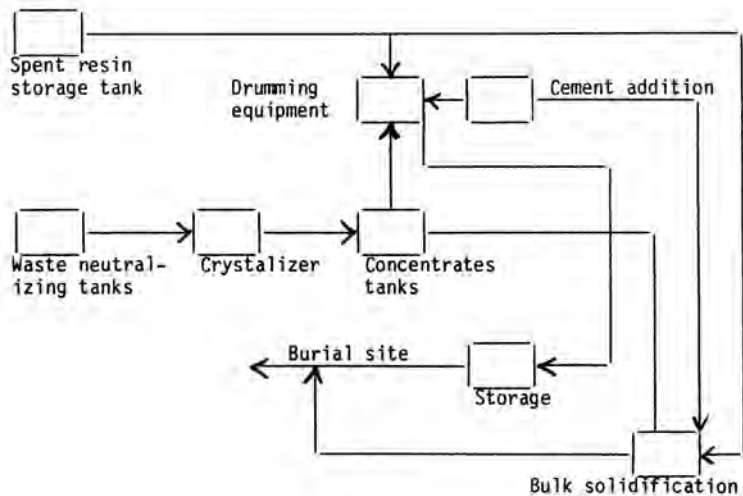 Spent resin
storage tank
Drumming
equipment
Cement addition
Waste neutral-
izing tanks
Crystalizer
Concentrates
tanks
Burial site
Storage
Bulk solidification